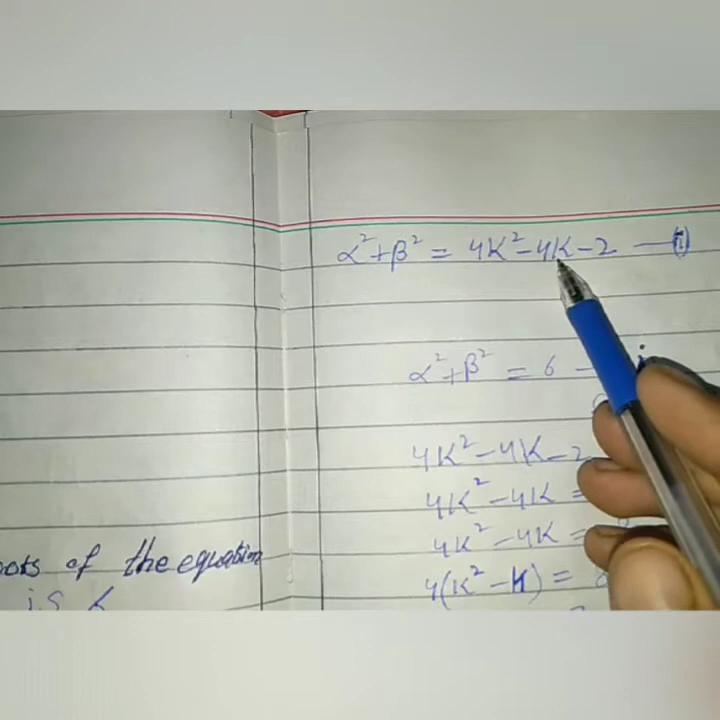 α²+β² = 4K²-4K-2 —(i)
α²+β² = 6 —
4K²-4K-2
4K²-4K =
4K²-4K =
4(K²-K) =
of the equation
is 6